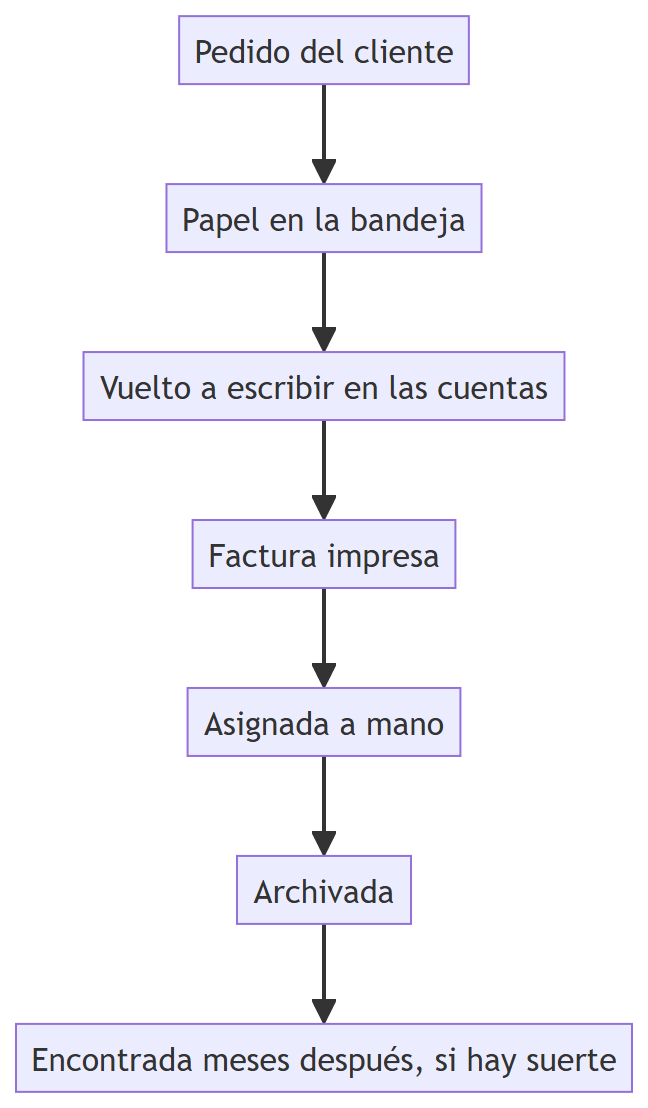 Pedido del cliente
Papel en la bandeja
Vuelto a escribir en las cuentas
Factura impresa
Asignada a mano
Archivada
Encontrada meses después, si hay suerte